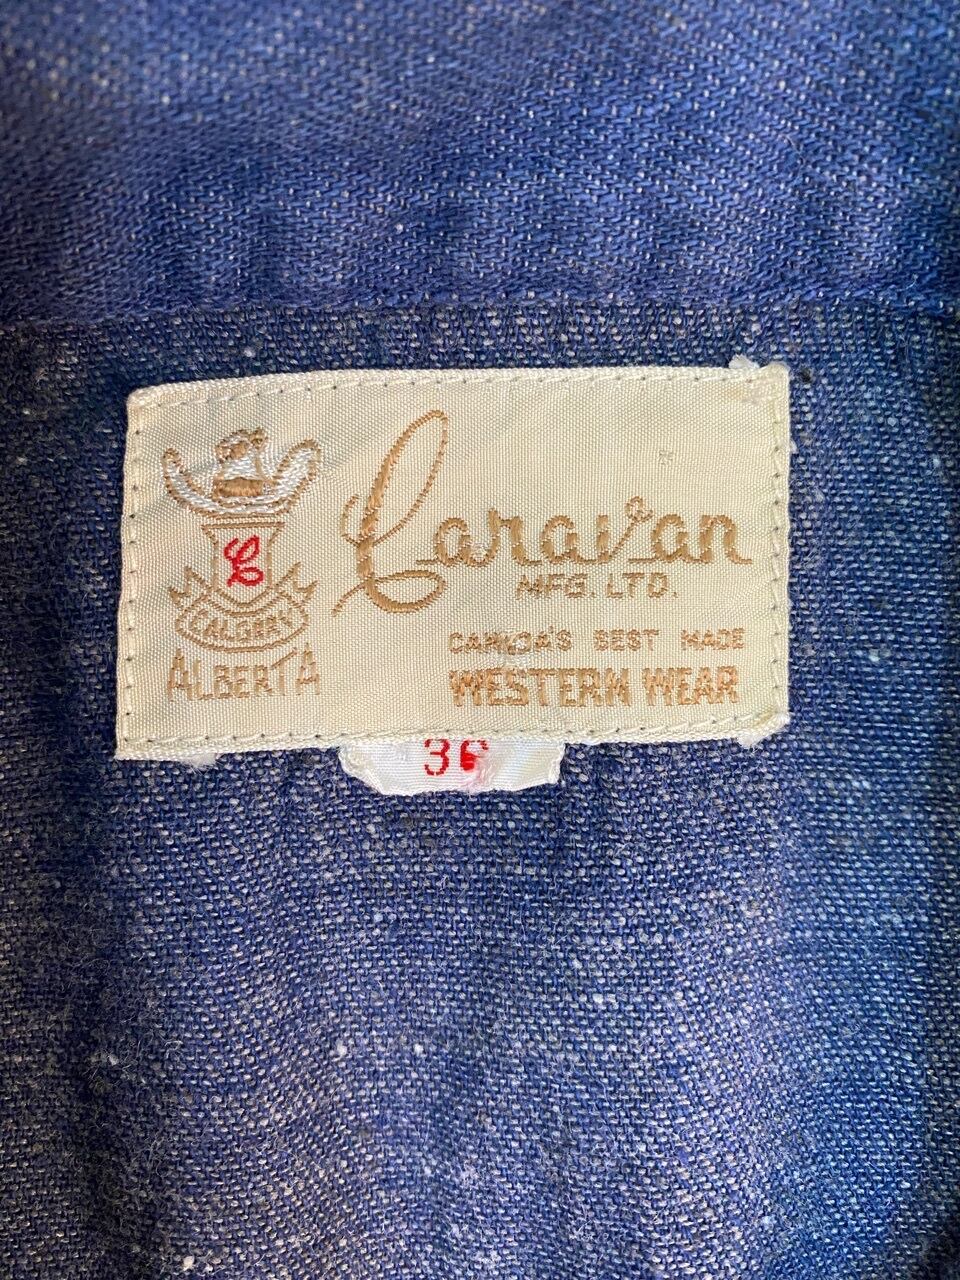 C
CALGARY
ALBERTA
Caravan
MFG. LTD.
CANADA'S BEST MADE
WESTERN WEAR
36